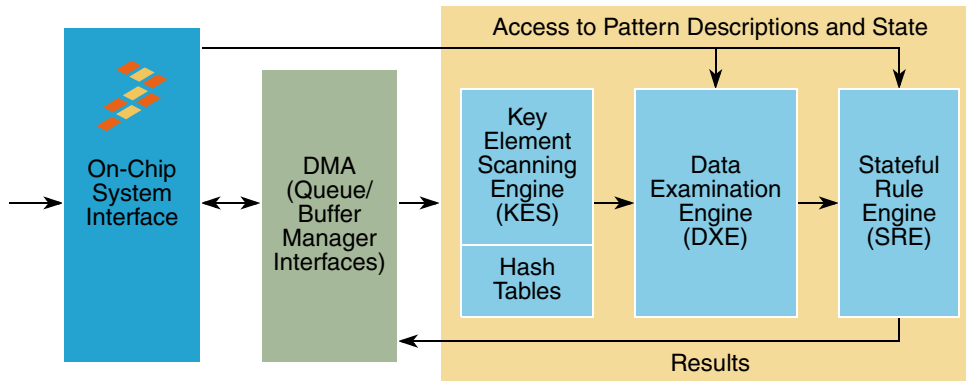 Access to Pattern Descriptions and State
On-Chip
System
Interface
DMA
(Queue/
Buffer
Manager
Interfaces)
Key
Element
Scanning
Engine
(KES)
Hash
Tables
Data
Examination
Engine
(DXE)
Stateful
Rule
Engine
(SRE)
Results